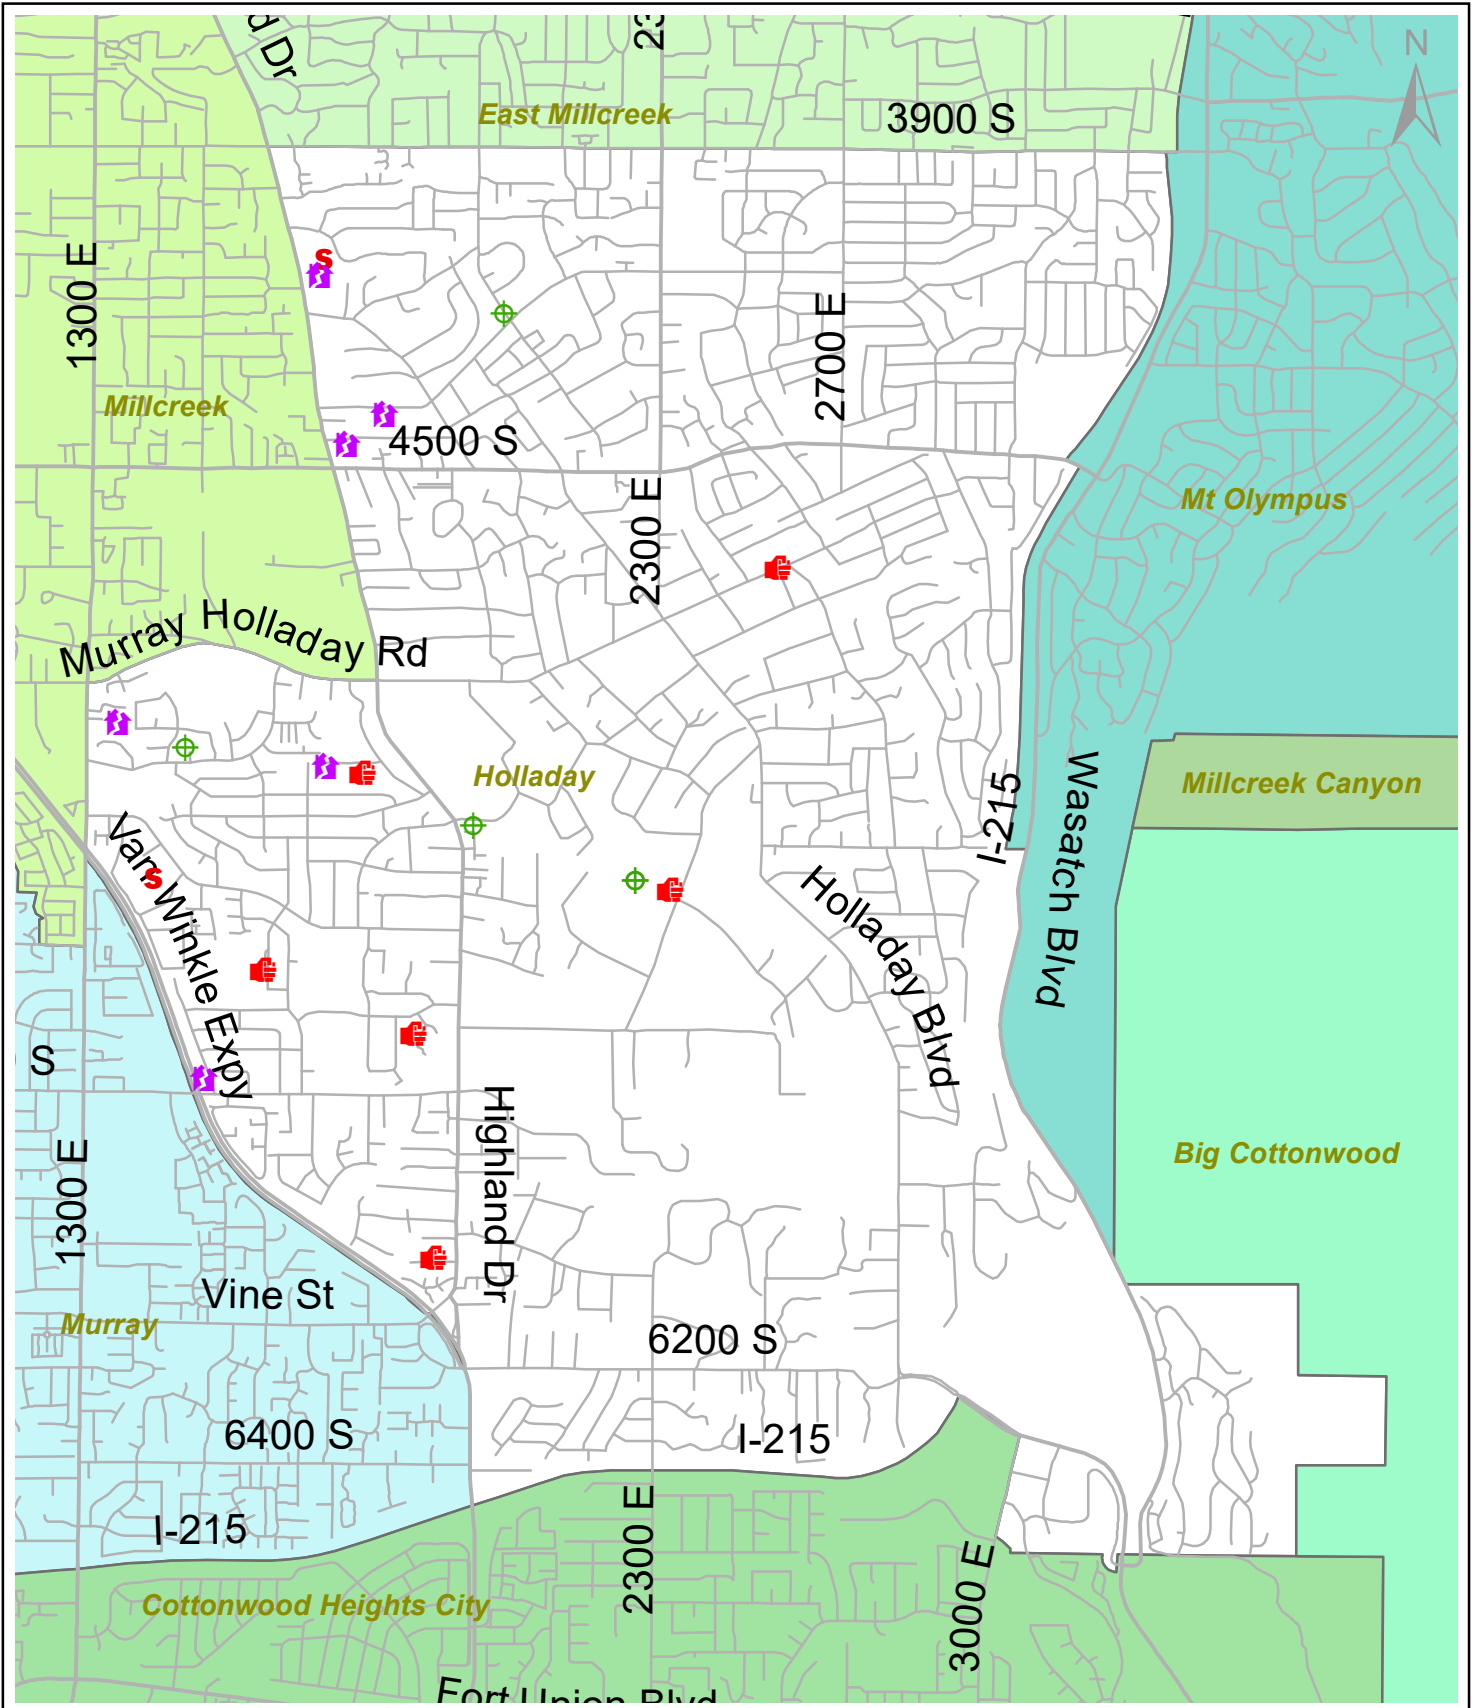 d Dr
23
N
East Millcreek
3900 S
1300 E
S
2700 E
Millcreek
4500 S
Mt Olympus
2300 E
Murray Holladay Rd
Holladay
I-215
Wasatch Blvd
Millcreek Canyon
Van Winkle Expy
S
Holladay Blvd
S
Highland Dr
Big Cottonwood
1300 E
Vine St
Murray
6200 S
6400 S
I-215
I-215
2300 E
3000 E
Cottonwood Heights City
Fort Union Blvd